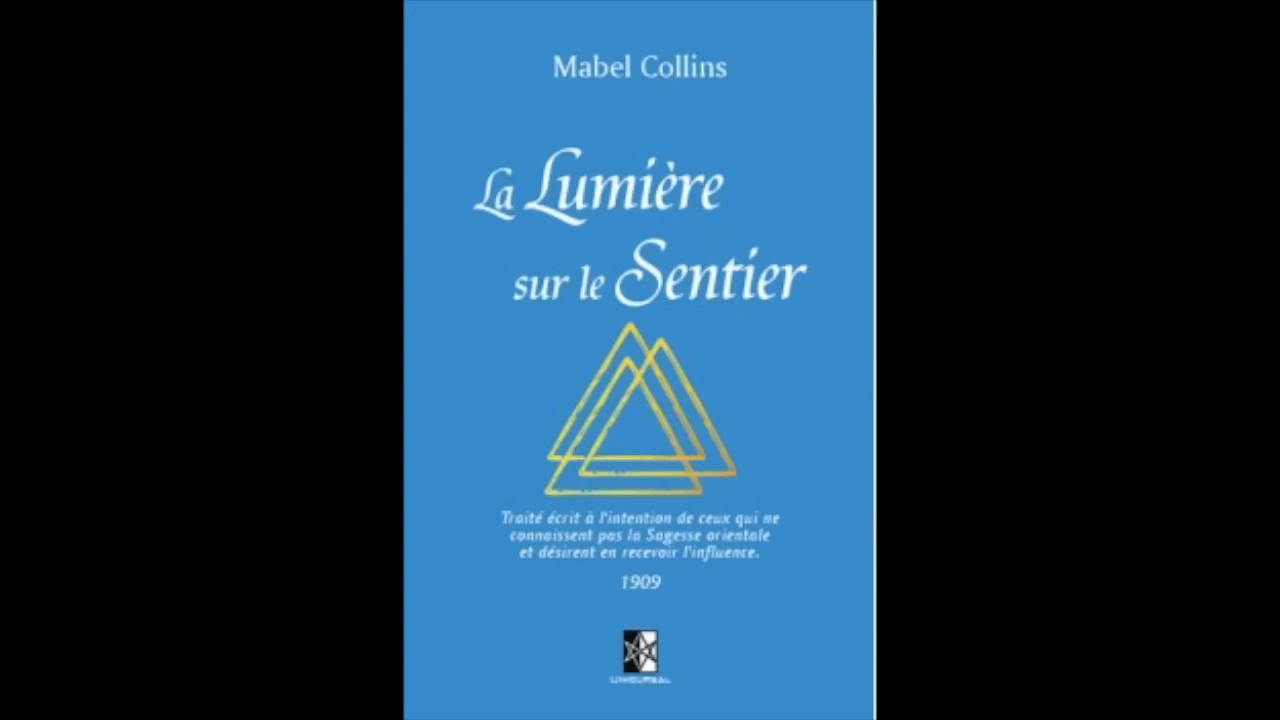 Mabel Collins
La Lumière
sur le Sentier
Traité écrit à l'intention de ceux qui ne
connaissent pas la Sagesse orientale
et désirent en recevoir l'influence.
1909